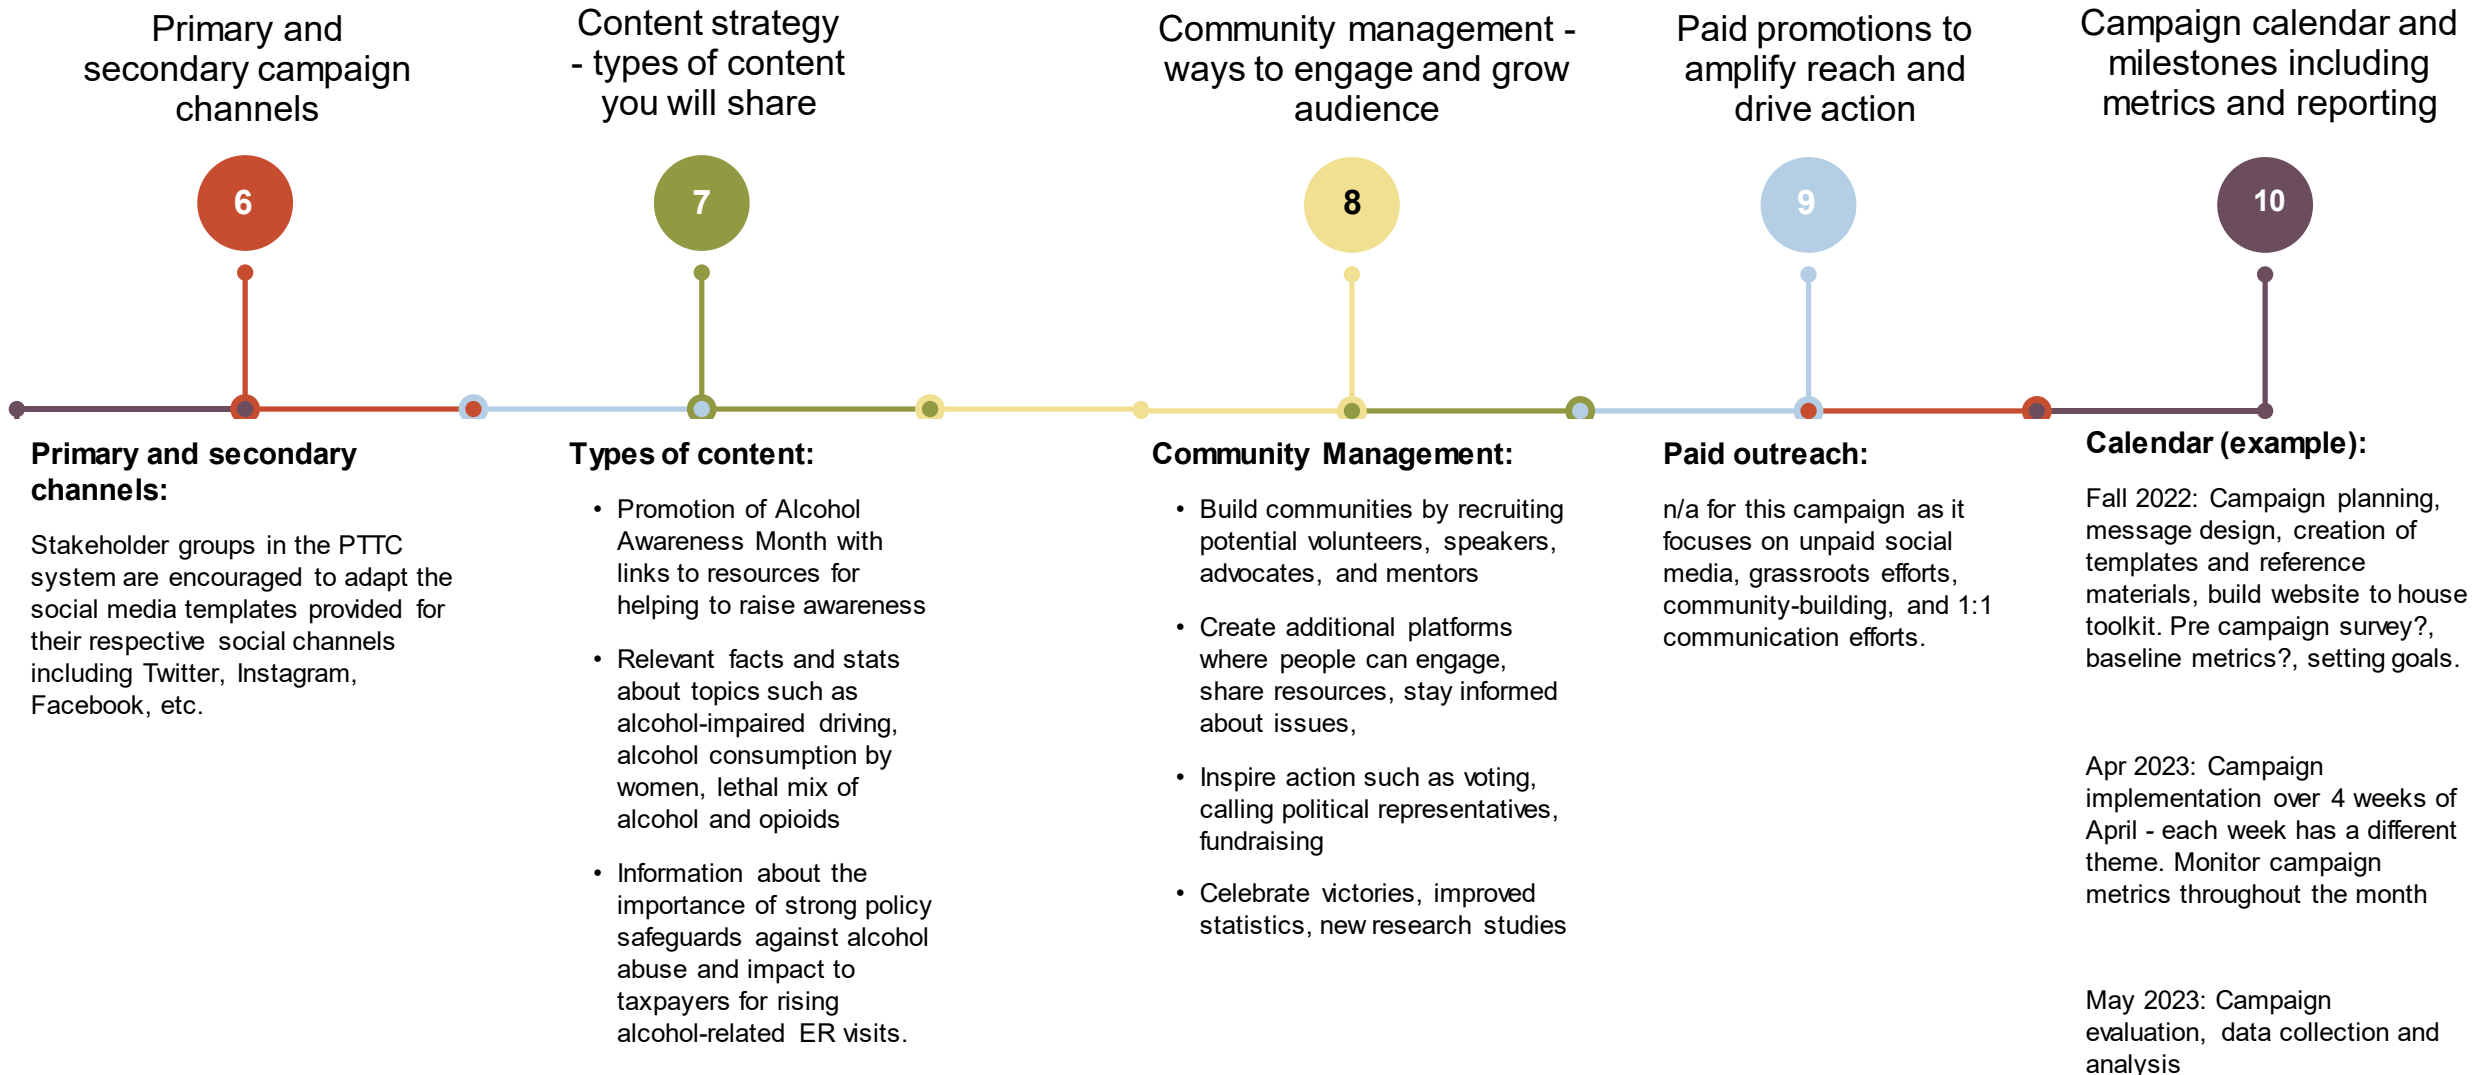 Primary and
secondary campaign
channels
Content strategy
- types of content
you will share
Community management -
ways to engage and grow
audience
Paid promotions to
amplify reach and
drive action
Campaign calendar and
milestones including
metrics and reporting
6
7
8
9
10
Primary and secondary
channels:
Stakeholder groups in the PTTC
system are encouraged to adapt the
social media templates provided for
their respective social channels
including Twitter, Instagram,
Facebook, etc.
Types of content:
• Promotion of Alcohol
Awareness Month with
links to resources for
helping to raise awareness
• Relevant facts and stats
about topics such as
alcohol-impaired driving,
alcohol consumption by
women, lethal mix of
alcohol and opioids
• Information about the
importance of strong policy
safeguards against alcohol
abuse and impact to
taxpayers for rising
alcohol-related ER visits.
Community Management:
• Build communities by recruiting
potential volunteers, speakers,
advocates, and mentors
• Create additional platforms
where people can engage,
share resources, stay informed
about issues,
• Inspire action such as voting,
calling political representatives,
fundraising
• Celebrate victories, improved
statistics, new research studies
Paid outreach:
n/a for this campaign as it
focuses on unpaid social
media, grassroots efforts,
community-building, and 1:1
communication efforts.
Calendar (example):
Fall 2022: Campaign planning,
message design, creation of
templates and reference
materials, build website to house
toolkit. Pre campaign survey?,
baseline metrics?, setting goals.
Apr 2023: Campaign
implementation over 4 weeks of
April - each week has a different
theme. Monitor campaign
metrics throughout the month
May 2023: Campaign
evaluation, data collection and
analysis